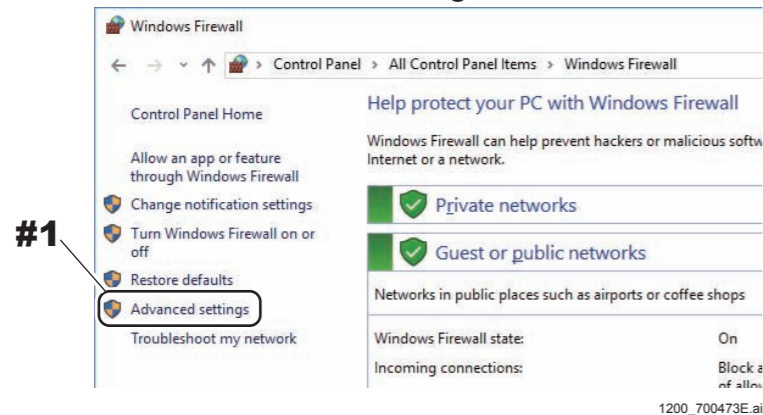 Windows Firewall
Control Panel > All Control Panel Items > Windows Firewall
Control Panel Home
Allow an app or feature
through Windows Firewall
Change notification settings
Turn Windows Firewall on or
off
Restore defaults
#1
Advanced settings
Troubleshoot my network
Help protect your PC with Windows Firewall
Windows Firewall can help prevent hackers or malicious softw
Internet or a network.
Private networks
Guest or public networks
Networks in public places such as airports or coffee shops
Windows Firewall state: On
Incoming connections: Block a
of allow
1200_700473E.ai